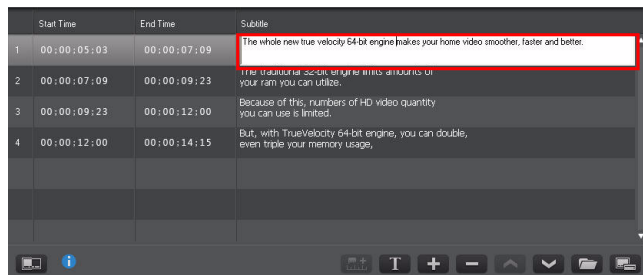 Start Time End Time Subtitle
1 00;00;05;03 00;00;07;09 The whole new true velocity 64-bit engine makes your home video smoother, faster and better.
2 00;00;07;09 00;00;09;23 The traditional 32-bit engine limits amounts of
your ram you can utilize.
3 00;00;09;23 00;00;12;00 Because of this, numbers of HD video quantity
you can use is limited.
4 00;00;12;00 00;00;14;15 But, with TrueVelocity 64-bit engine, you can double,
even triple your memory usage,
T